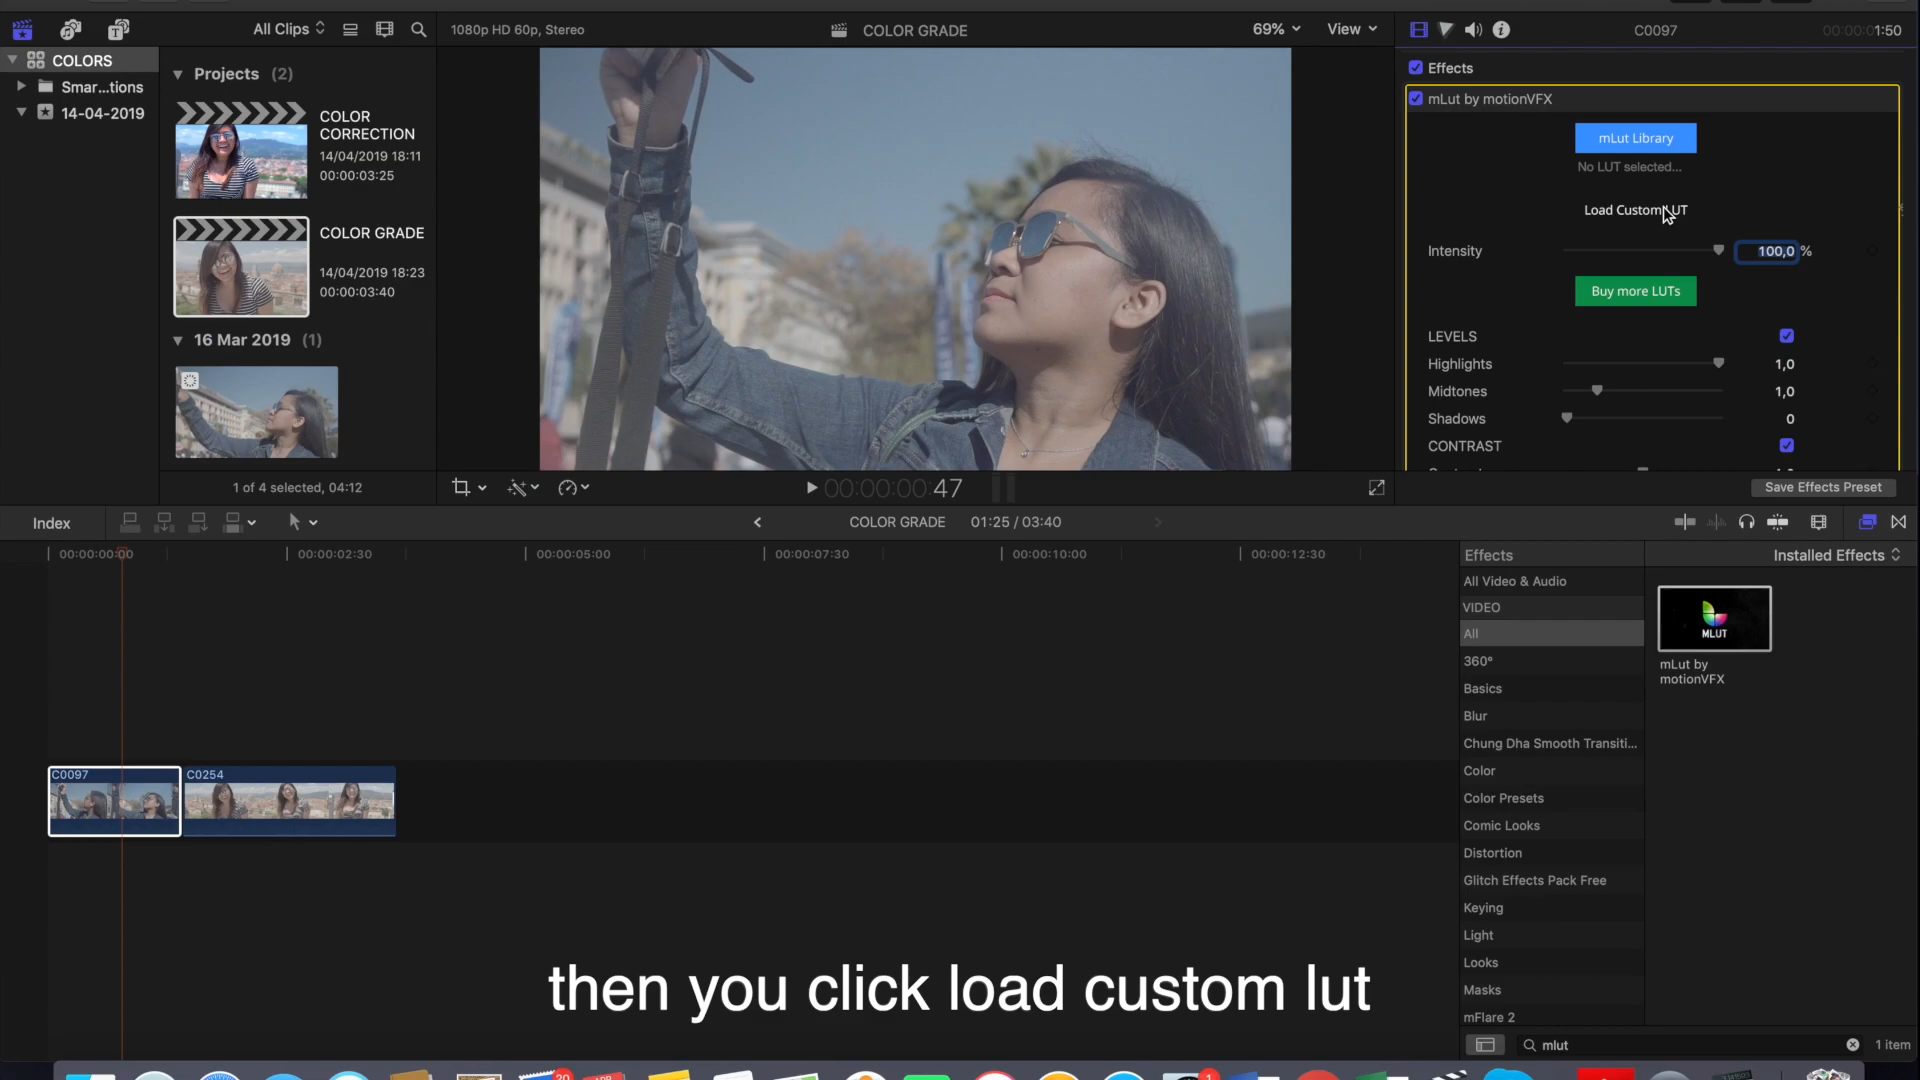 All Clips
1080p HD 60p, Stereo
COLOR GRADE
69%
View
C0097
00:00:01:50
COLORS
Smar...tions
14-04-2019
Projects (2)
COLOR
CORRECTION
14/04/2019 18:11
00:00:03:25
COLOR GRADE
14/04/2019 18:23
00:00:03:40
16 Mar 2019 (1)
1 of 4 selected, 04:12
00:00:00:47
Effects
mLut by motionVFX
mLut Library
No LUT selected...
Load Custom LUT
Intensity
100,0 %
Buy more LUTs
LEVELS
Highlights
1,0
Midtones
1,0
Shadows
0
CONTRAST
Save Effects Preset
Index
COLOR GRADE
01:25 / 03:40
00:00:00:00
00:00:02:30
00:00:05:00
00:00:07:30
00:00:10:00
00:00:12:30
C0097
C0254
Effects
Installed Effects
All Video & Audio
VIDEO
All
360°
Basics
Blur
Chung Dha Smooth Transiti...
Color
Color Presets
Comic Looks
Distortion
Glitch Effects Pack Free
Keying
Light
Looks
Masks
mFlare 2
MLUT
mLut by
motionVFX
mlut
1 item
then you click load custom lut
20
APR
1